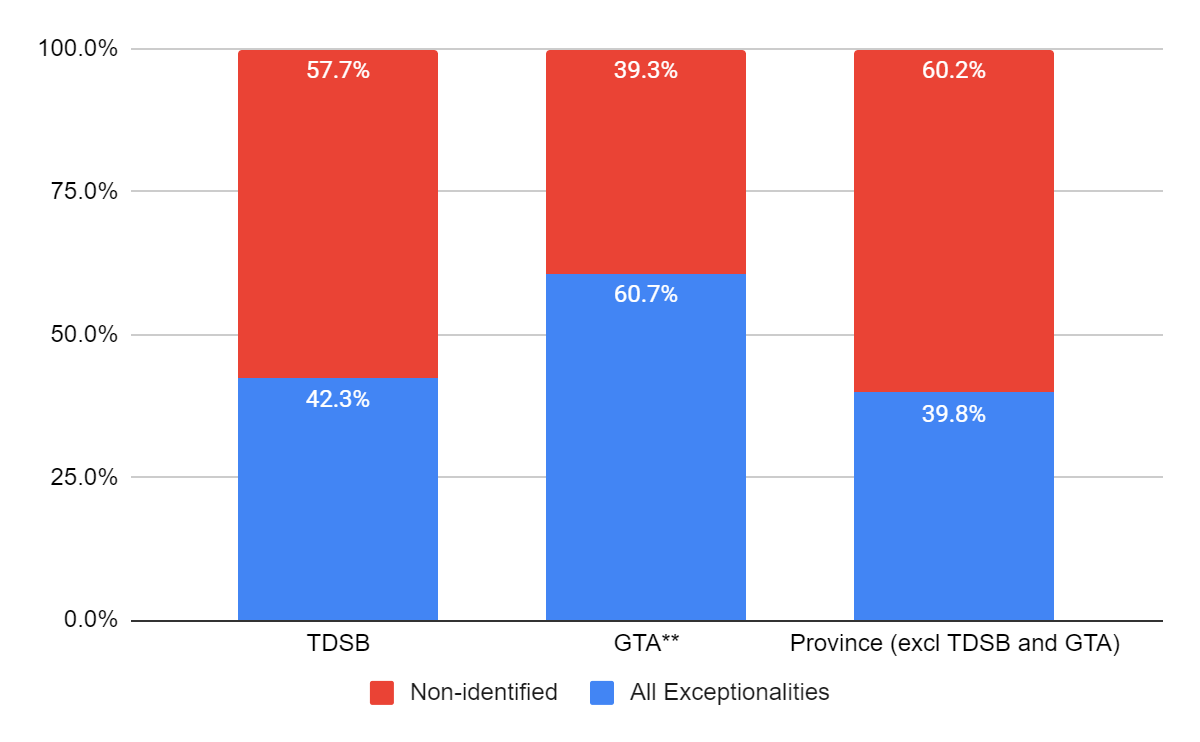 100.0%
57.7% 39.3% 60.2%
75.0%
60.7%
50.0%
42.3% 39.8%
25.0%
0.0%
TDSB GTA** Province (excl TDSB and GTA)
Non-identified All Exceptionalities